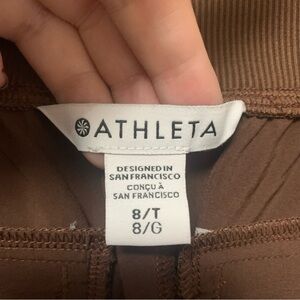 ATHLETA
DESIGNED IN
SAN FRANCISCO
CONÇU À
SAN FRANCISCO
8/T
8/G